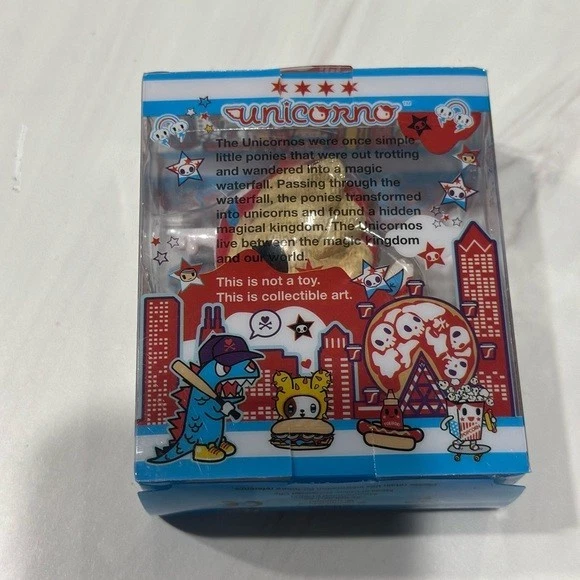 unicorno™
The Unicornos were once simple
little ponies that were out trotting
and wandered into a magic
waterfall. Passing through the
waterfall, the ponies transformed
into unicorns and found a hidden
magical kingdom. The Unicornos
live between the magic kingdom
and our world.
This is not a toy.
This is collectible art.
POPCORN